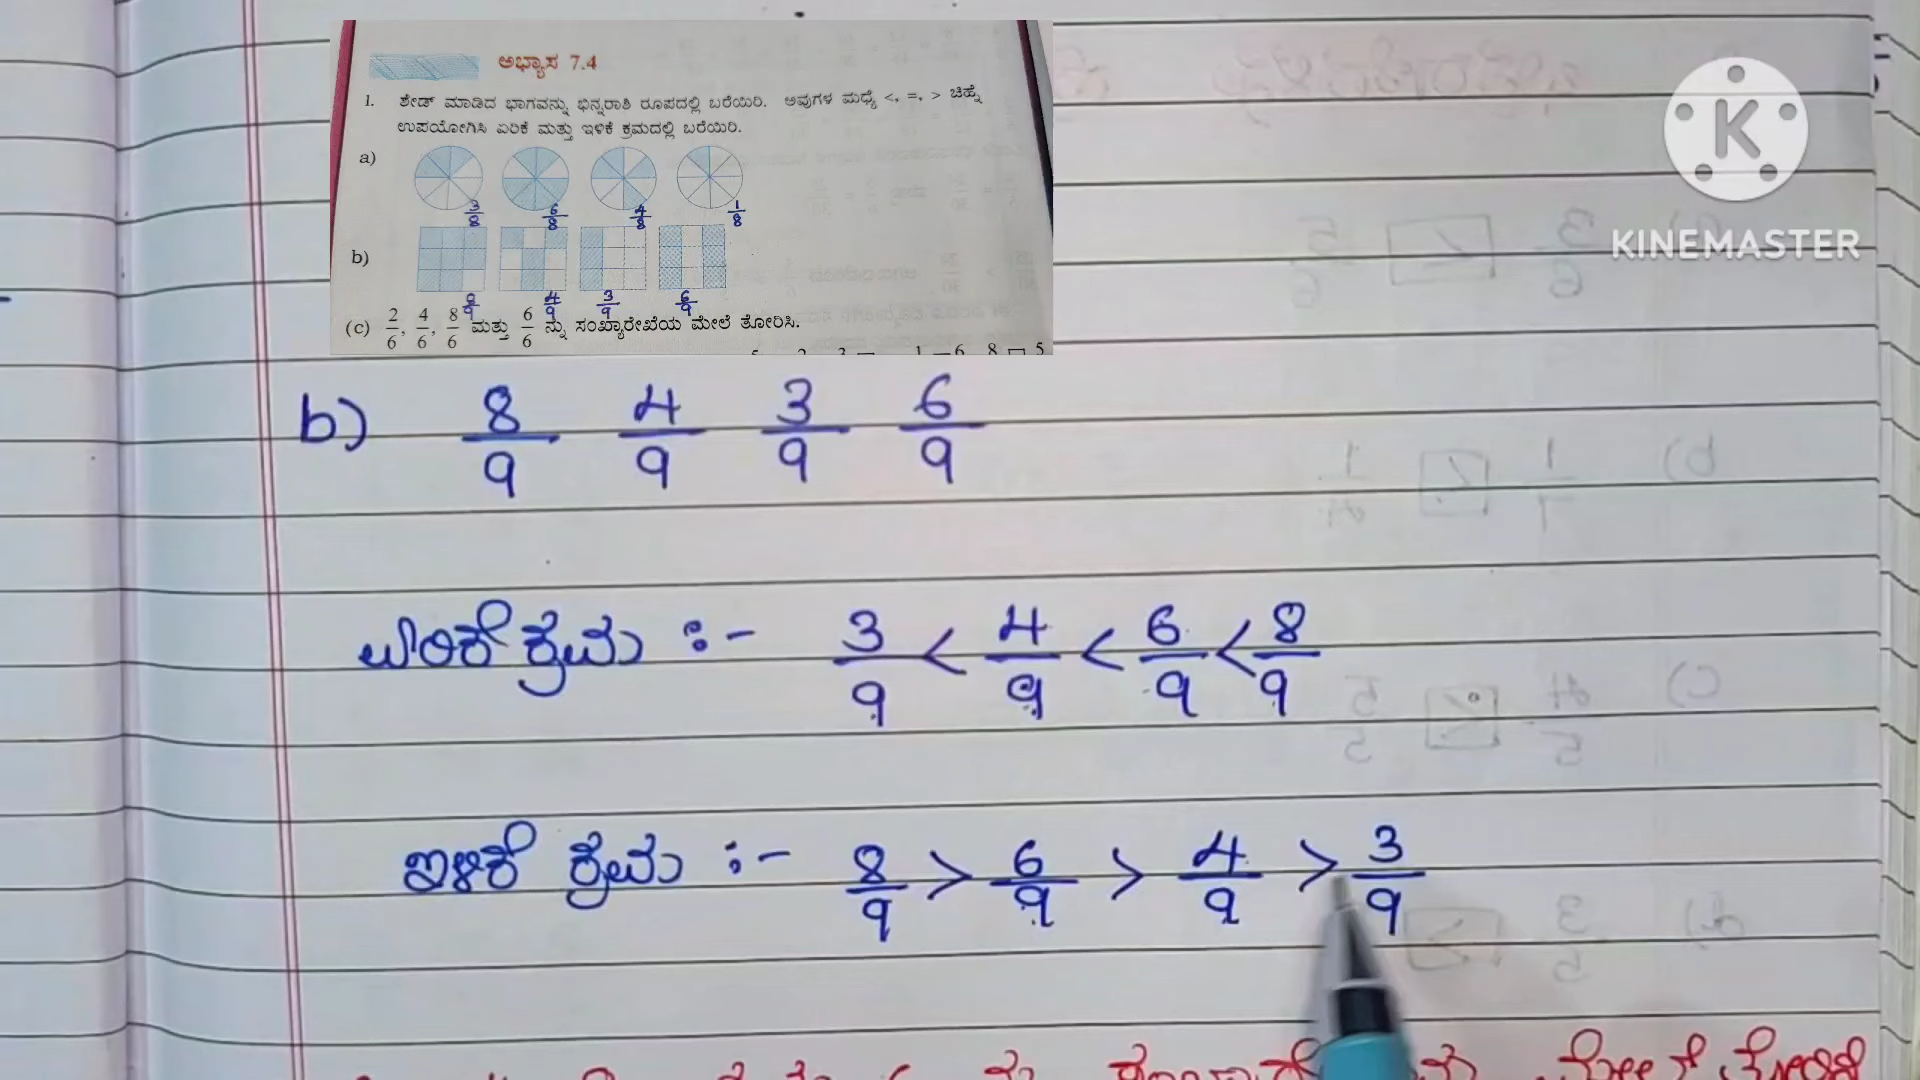 ಅಭ್ಯಾಸ 7.4
1. ಶೇಡ್ ಮಾಡಿದ ಭಾಗವನ್ನು ಭಿನ್ನರಾಶಿ ರೂಪದಲ್ಲಿ ಬರೆಯಿರಿ. ಅವುಗಳ ಮಧ್ಯೆ <, =, > ಚಿಹ್ನೆ
ಉಪಯೋಗಿಸಿ ಏರಿಕೆ ಮತ್ತು ಇಳಿಕೆ ಕ್ರಮದಲ್ಲಿ ಬರೆಯಿರಿ.
a)
3/8 6/8 4/8 1/8
b)
8/9 4/9 3/9 6/9
(c) 2/6, 4/6, 8/6 ಮತ್ತು 6/6 ನ್ನು ಸಂಖ್ಯಾರೇಖೆಯ ಮೇಲೆ ತೋರಿಸಿ.
KINEMASTER
b) 8/9 4/9 3/9 6/9
ಏರಿಕೆ ಕ್ರಮ :- 3/9 < 4/9 < 6/9 < 8/9
ಇಳಿಕೆ ಕ್ರಮ :- 8/9 > 6/9 > 4/9 > 3/9